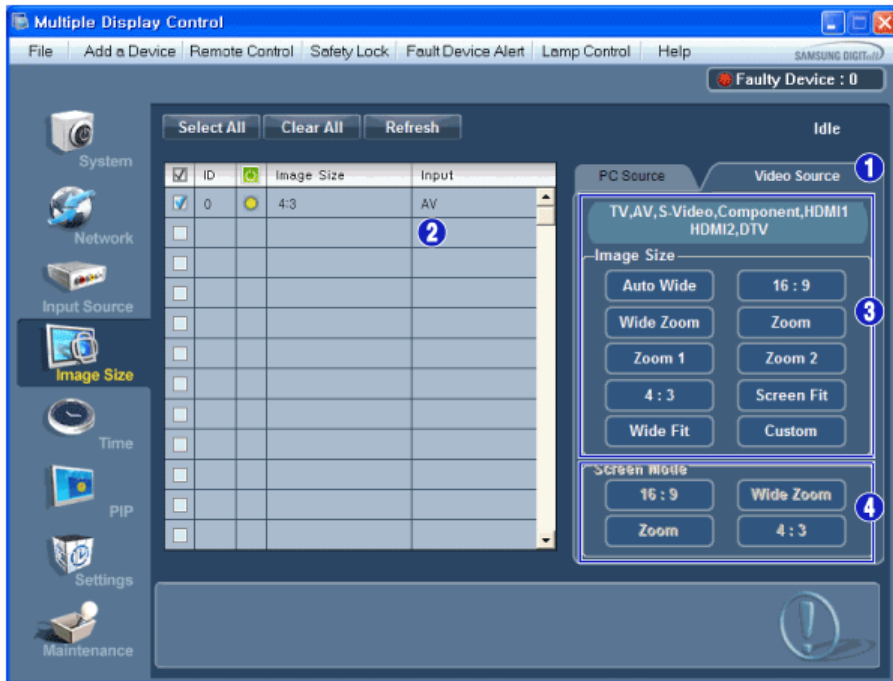 Multiple Display Control
File Add a Device Remote Control Safety Lock Fault Device Alert Lamp Control Help SAMSUNG DIGITall
Faulty Device : 0
Select All Clear All Refresh Idle
System
Network
Input Source
Image Size
Time
PIP
Settings
Maintenance
ID Image Size Input
0 4:3 AV
2
PC Source Video Source 1
TV,AV,S-Video,Component,HDMI1
HDMI2,DTV
Image Size
Auto Wide 16 : 9
3
Wide Zoom Zoom
Zoom 1 Zoom 2
4 : 3 Screen Fit
Wide Fit Custom
Screen Mode
16 : 9 Wide Zoom
4
Zoom 4 : 3